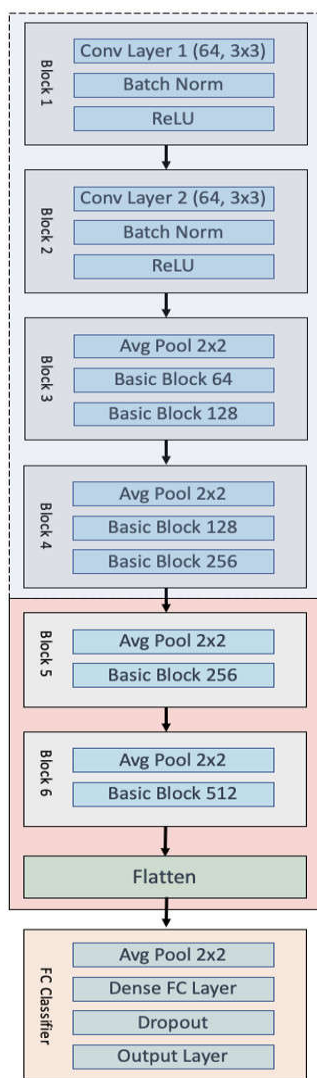 Block 1
Conv Layer 1 (64, 3x3)
Batch Norm
ReLU
Block 2
Conv Layer 2 (64, 3x3)
Batch Norm
ReLU
Block 3
Avg Pool 2x2
Basic Block 64
Basic Block 128
Block 4
Avg Pool 2x2
Basic Block 128
Basic Block 256
Block 5
Avg Pool 2x2
Basic Block 256
Block 6
Avg Pool 2x2
Basic Block 512
Flatten
FC Classifier
Avg Pool 2x2
Dense FC Layer
Dropout
Output Layer